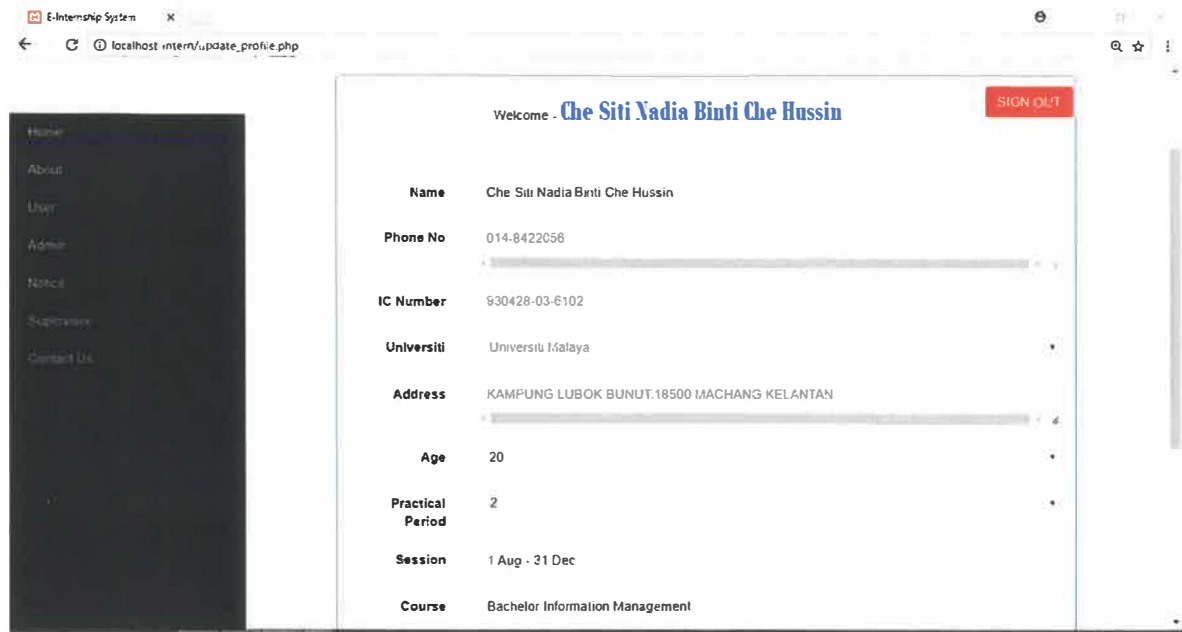 E-Internship System
localhost/intern/update_profile.php
Welcome - Che Siti Nadia Binti Che Hussin
SIGN OUT
Home
About
User
Admin
Notice
Supervisor
Contact Us
Name Che Siti Nadia Binti Che Hussin
Phone No 014-8422056
IC Number 930428-03-6102
Universiti Universiti Malaya
Address KAMPUNG LUBOK BUNUT,18500 MACHANG KELANTAN
Age 20
Practical 2
Period
Session 1 Aug - 31 Dec
Course Bachelor Information Management